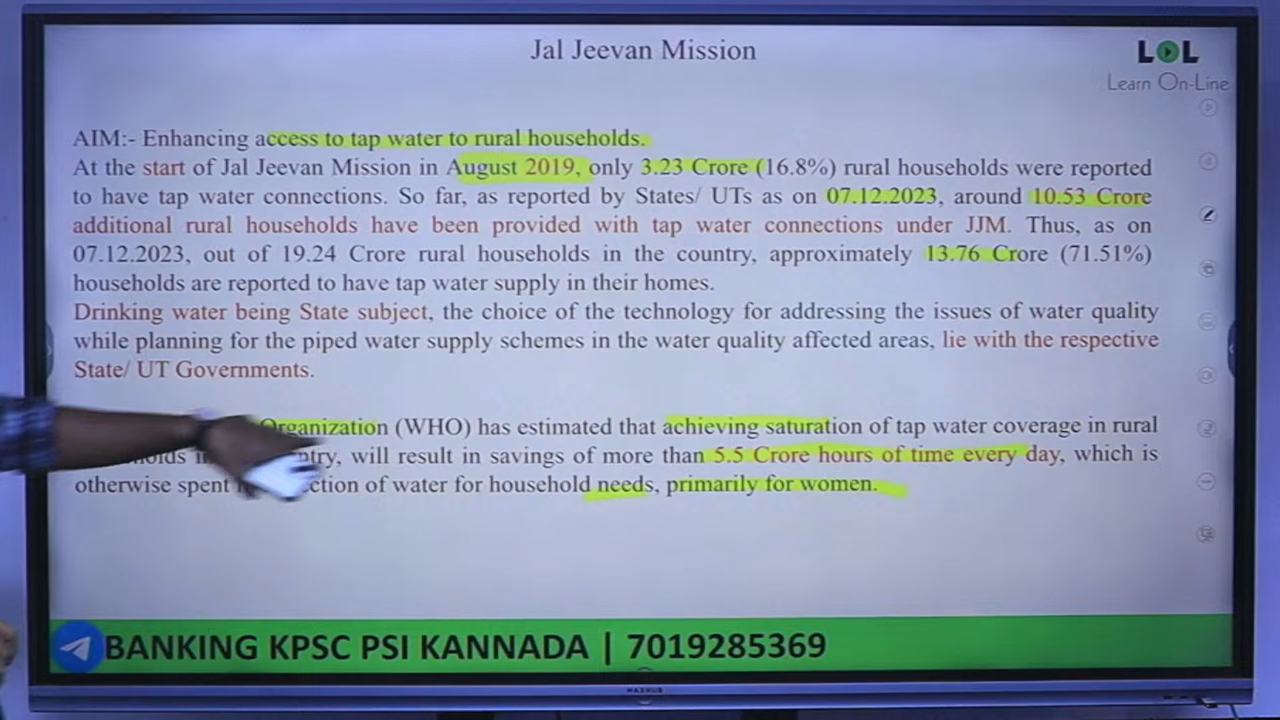 Jal Jeevan Mission
LOL
Learn On-Line
AIM:- Enhancing access to tap water to rural households.
At the start of Jal Jeevan Mission in August 2019, only 3.23 Crore (16.8%) rural households were reported
to have tap water connections. So far, as reported by States/ UTs as on 07.12.2023, around 10.53 Crore
additional rural households have been provided with tap water connections under JJM. Thus, as on
07.12.2023, out of 19.24 Crore rural households in the country, approximately 13.76 Crore (71.51%)
households are reported to have tap water supply in their homes.
Drinking water being State subject, the choice of the technology for addressing the issues of water quality
while planning for the piped water supply schemes in the water quality affected areas, lie with the respective
State/ UT Governments.
Organization (WHO) has estimated that achieving saturation of tap water coverage in rural
will result in savings of more than 5.5 Crore hours of time every day, which is
otherwise spent of water for household needs, primarily for women.
BANKING KPSC PSI KANNADA | 7019285369